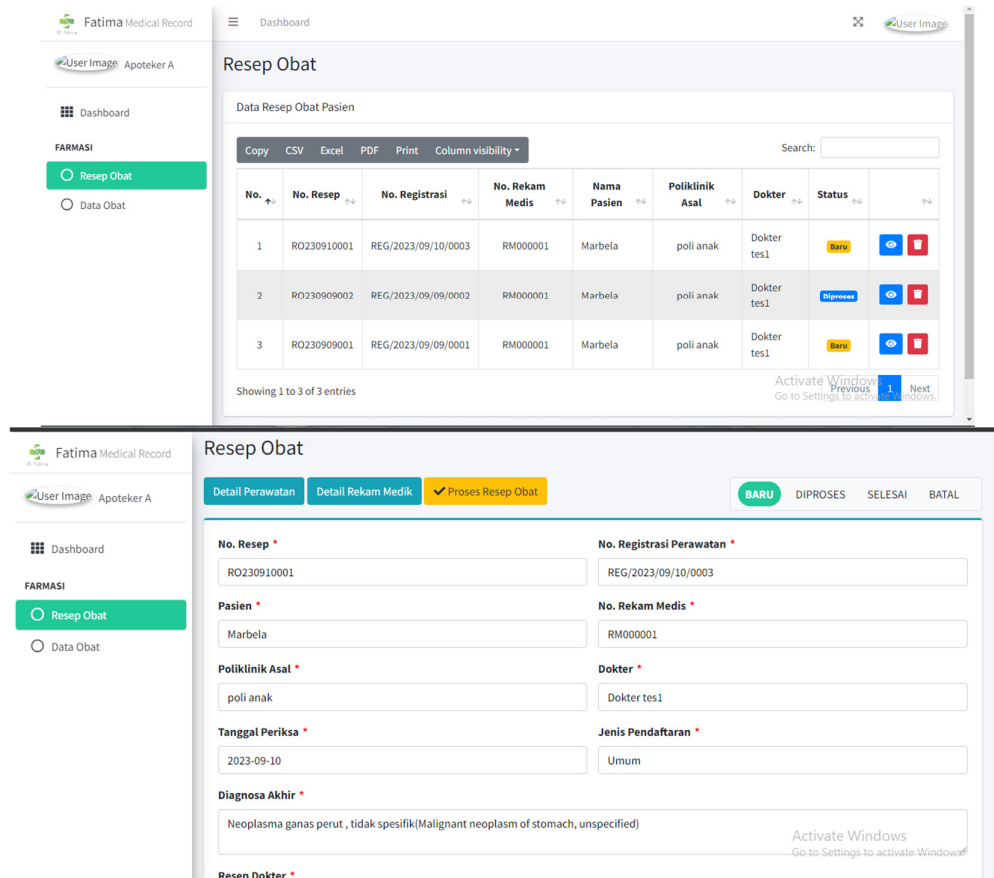 Fatima Medical Record
Dashboard
User Image
User Image
Apoteker A
Resep Obat
Dashboard
Data Resep Obat Pasien
FARMASI
Copy CSV Excel PDF Print Column visibility
Search:
Resep Obat
Data Obat
No. No. Resep No. Registrasi No. Rekam Medis Nama Pasien Poliklinik Asal Dokter Status
1 RO230910001 REG/2023/09/10/0003 RM000001 Marbela poli anak Dokter tes1 Baru
2 RO230909002 REG/2023/09/09/0002 RM000001 Marbela poli anak Dokter tes1 Diproses
3 RO230909001 REG/2023/09/09/0001 RM000001 Marbela poli anak Dokter tes1 Baru
Showing 1 to 3 of 3 entries
Previous 1 Next
Activate Windows
Go to Settings to activate Windows.
Fatima Medical Record
User Image
Apoteker A
Dashboard
FARMASI
Resep Obat
Data Obat
Resep Obat
Detail Perawatan Detail Rekam Medik Proses Resep Obat
BARU DIPROSES SELESAI BATAL
No. Resep * No. Registrasi Perawatan *
RO230910001 REG/2023/09/10/0003
Pasien * No. Rekam Medis *
Marbela RM000001
Poliklinik Asal * Dokter *
poli anak Dokter tes1
Tanggal Periksa * Jenis Pendaftaran *
2023-09-10 Umum
Diagnosa Akhir *
Neoplasma ganas perut , tidak spesifik(Malignant neoplasm of stomach, unspecified)
Activate Windows
Go to Settings to activate Windows.
Resep Dokter *